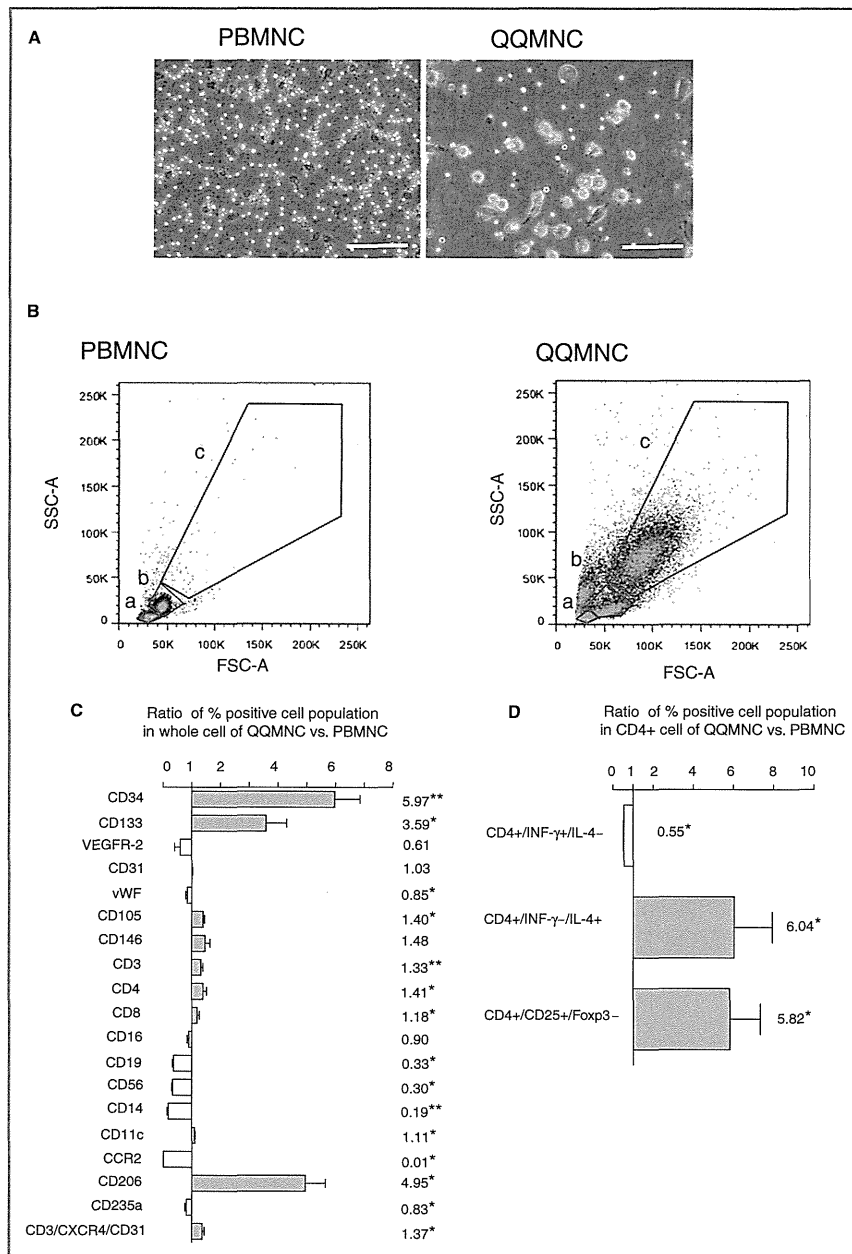 A
PBMNC QQMNC
B
PBMNC
QQMNC
250K
200K
150K
100K
50K
0
SSC-A
c
b
a
0K 50K 100K 150K 200K 250K
FSC-A
250K
200K
150K
100K
50K
0
SSC-A
c
b
a
0K 50K 100K 150K 200K 250K
FSC-A
C
Ratio of % positive cell population
in whole cell of QQMNC vs. PBMNC
0 1 2 4 6 8
CD34 5.97**
CD133 3.59*
VEGFR-2 0.61
CD31 1.03
vWF 0.85*
CD105 1.40*
CD146 1.48
CD3 1.33**
CD4 1.41*
CD8 1.18*
CD16 0.90
CD19 0.33*
CD56 0.30*
CD14 0.19**
CD11c 1.11*
CCR2 0.01*
CD206 4.95*
CD235a 0.83*
CD3/CXCR4/CD31 1.37*
D
Ratio of % positive cell population
in CD4+ cell of QQMNC vs. PBMNC
0 1 2 4 6 8 10
CD4+/INF-γ+/IL-4− 0.55*
CD4+/INF-γ−/IL-4+ 6.04*
CD4+/CD25+/Foxp3− 5.82*